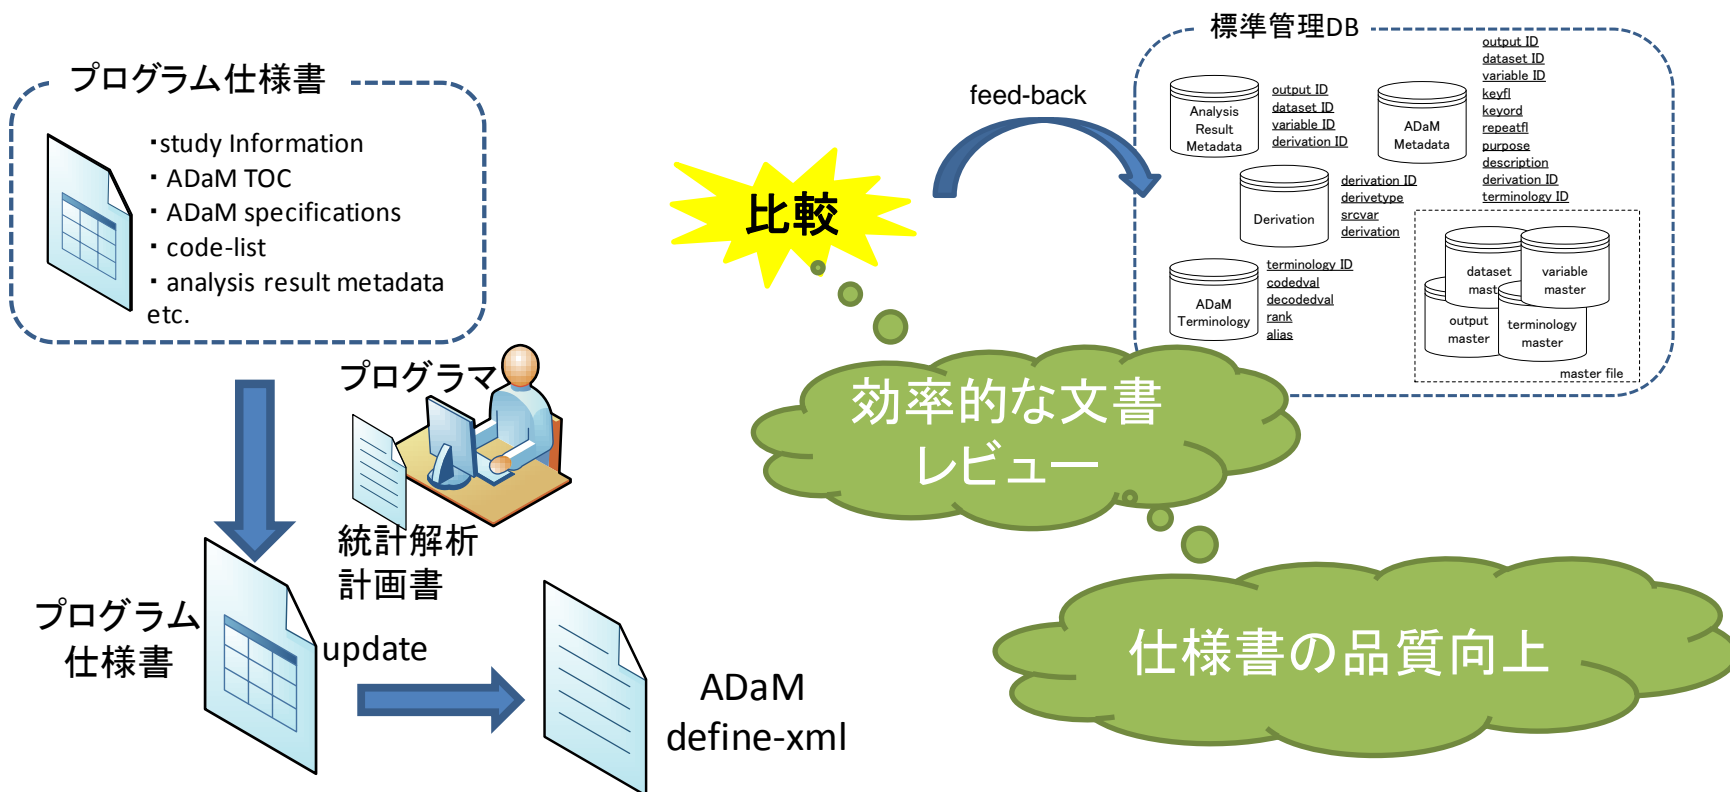 プログラム仕様書
・study Information
・ADaM TOC
・ADaM specifications
・code-list
・analysis result metadata
etc.
プログラマ
統計解析
計画書
プログラム
仕様書
update
ADaM
define-xml
比較
feed-back
標準管理DB
Analysis
Result
Metadata
output ID
dataset ID
variable ID
derivation ID
ADaM
Metadata
output ID
dataset ID
variable ID
keyfl
keyord
repeatfl
purpose
description
derivation ID
terminology ID
Derivation
derivation ID
derivetype
srcvar
derivation
ADaM
Terminology
terminology ID
codedval
decodedval
rank
alias
dataset
mast
variable
master
output
master
terminology
master
master file
効率的な文書
レビュー
仕様書の品質向上